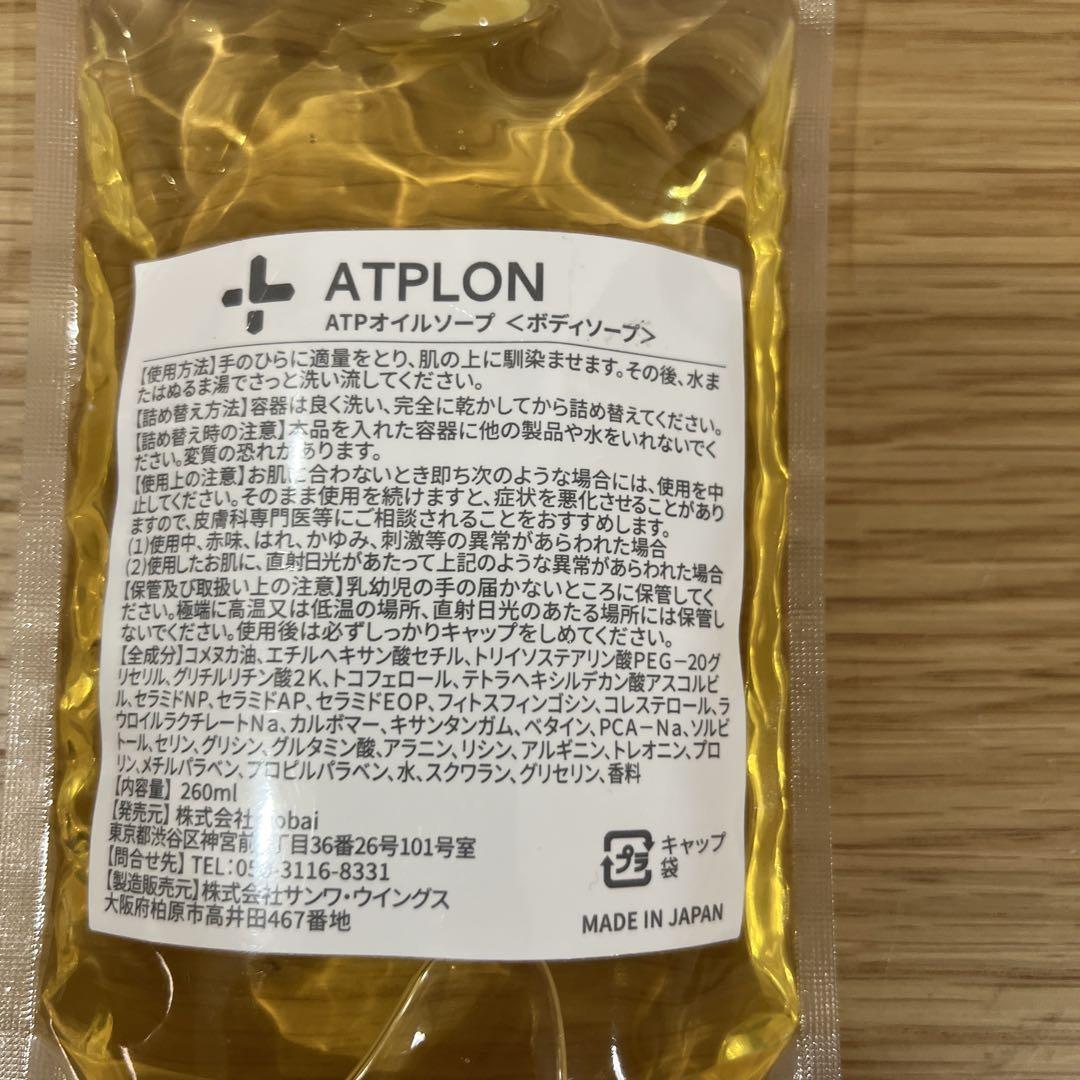 ATPLON
ATPオイルソープ <ボディソープ>
【使用方法】手のひらに適量をとり、肌の上に馴染ませます。その後、水ま
たはぬるま湯でさっと洗い流してください。
【詰め替え方法】容器は良く洗い、完全に乾かしてから詰め替えてください。
【詰め替え時の注意】本品を入れた容器に他の製品や水をいれないでく
ださい。変質の恐れがあります。
【使用上の注意】お肌に合わないとき即ち次のような場合には、使用を中
止してください。そのまま使用を続けますと、症状を悪化させることがあり
ますので、皮膚科専門医等にご相談されることをおすすめします。
(1)使用中、赤味、はれ、かゆみ、刺激等の異常があらわれた場合
(2)使用したお肌に、直射日光があたって上記のような異常があらわれた場合
【保管及び取扱い上の注意】乳幼児の手の届かないところに保管してく
ださい。極端に高温又は低温の場所、直射日光のあたる場所には保管し
ないでください。使用後は必ずしっかりキャップをしめてください。
【全成分】コメヌカ油、エチルヘキサン酸セチル、トリイソステアリン酸PEG-20グ
リセリル、グリチルリチン酸2K、トコフェロール、テトラヘキシルデカン酸アスコルビ
ル、セラミドNP、セラミドAP、セラミドEOP、フィトスフィンゴシン、コレステロール、ラ
ウロイルラクチレートNa、カルボマー、キサンタンガム、ベタイン、PCA-Na、ソルビ
トール、セリン、グリシン、グルタミン酸、アラニン、リシン、アルギニン、トレオニン、プロ
リン、メチルパラベン、プロピルパラベン、水、スクワラン、グリセリン、香料
【内容量】 260ml
【発売元】株式会社 obai
東京都渋谷区神宮前 丁目36番26号101号室
【問合せ先】TEL:05 -3116-8331
【製造販売元】株式会社サンワ・ウイングス
大阪府柏原市高井田467番地
プラ
キャップ
袋
MADE IN JAPAN